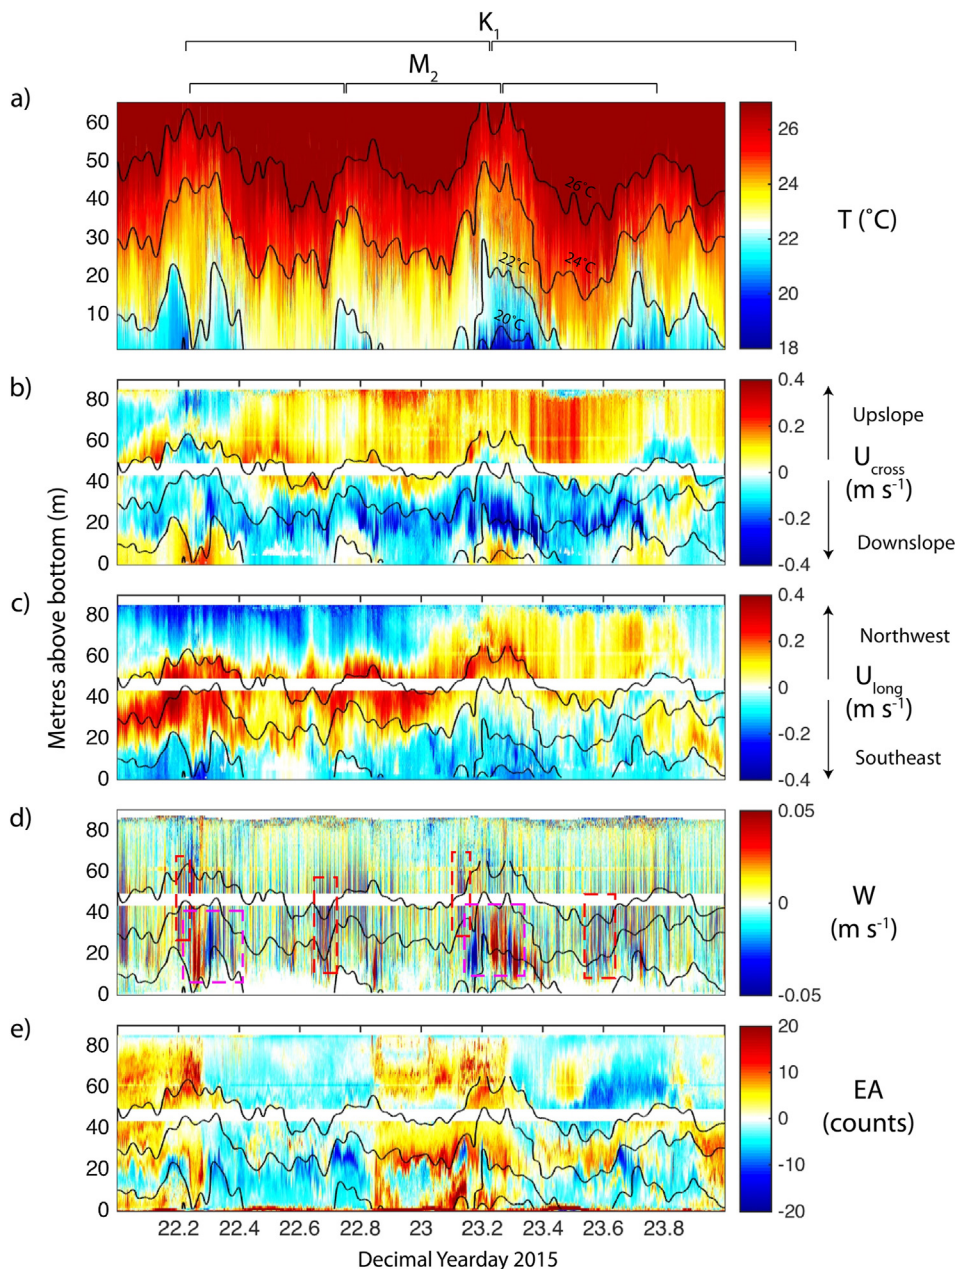 K1
M2
a)
60
50
40
30
20
10
26°C
24°C
22°C
20°C
26
24
22
20
18
T (°C)
b)
80
60
40
20
0
0.4
0.2
0
-0.2
-0.4
Upslope
Ucross
(m s-1)
Downslope
c)
80
60
40
20
0
0.4
0.2
0
-0.2
-0.4
Northwest
Ulong
(m s-1)
Southeast
Metres above bottom (m)
d)
80
60
40
20
0
0.05
0
-0.05
W
(m s-1)
e)
80
60
40
20
0
20
10
0
-10
-20
EA
(counts)
22.2 22.4 22.6 22.8 23 23.2 23.4 23.6 23.8
Decimal Yearday 2015